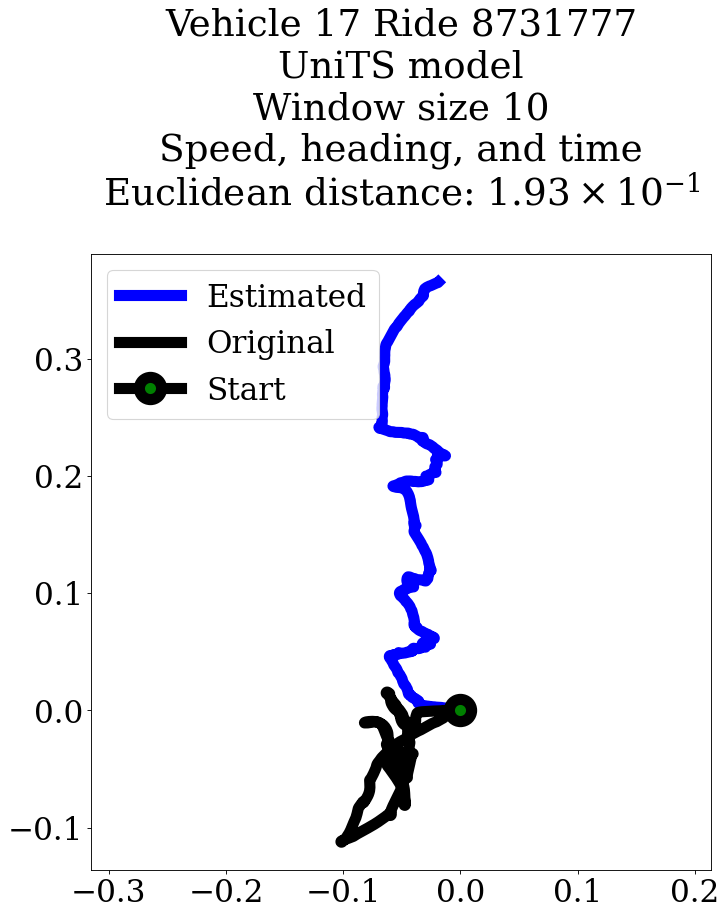 Vehicle 17 Ride 8731777
UniTS model
Window size 10
Speed, heading, and time
Euclidean distance: 1.93 × 10⁻¹
Estimated
Original
Start
0.3
0.2
0.1
0.0
−0.1
−0.3 −0.2 −0.1 0.0 0.1 0.2